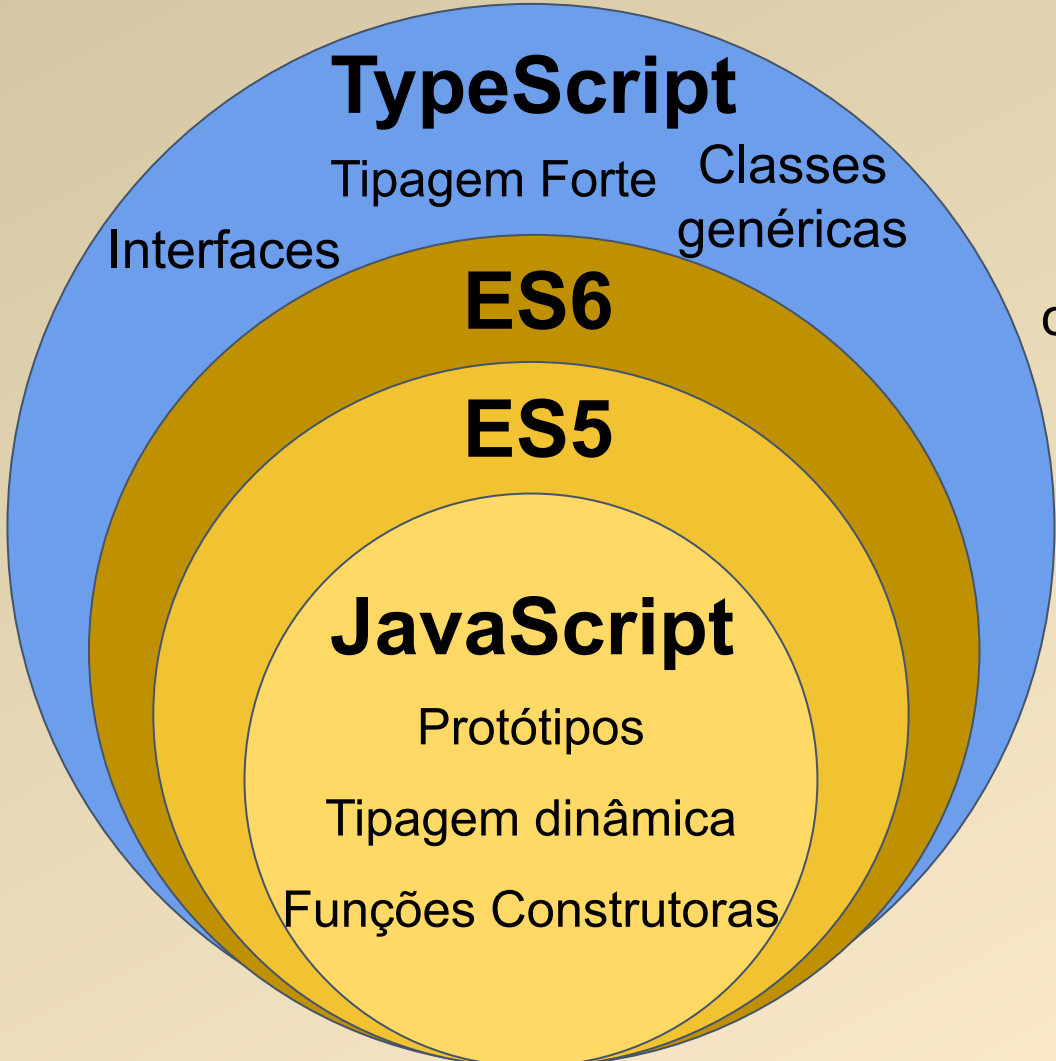 TypeScript
Tipagem Forte
Classes
genéricas
Interfaces
ES6
ES5
JavaScript
Protótipos
Tipagem dinâmica
Funções Construtoras